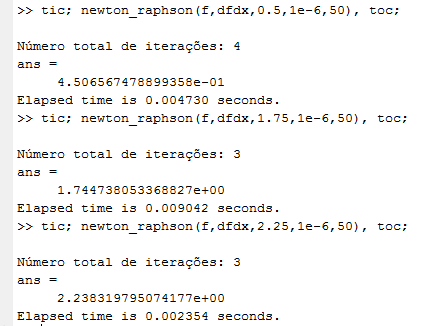 >> tic; newton_raphson(f,dfdx,0.5,1e-6,50), toc;
Número total de iterações: 4
ans =
4.506567478899358e-01
Elapsed time is 0.004730 seconds.
>> tic; newton_raphson(f,dfdx,1.75,1e-6,50), toc;
Número total de iterações: 3
ans =
1.744738053368827e+00
Elapsed time is 0.009042 seconds.
>> tic; newton_raphson(f,dfdx,2.25,1e-6,50), toc;
Número total de iterações: 3
ans =
2.238319795074177e+00
Elapsed time is 0.002354 seconds.